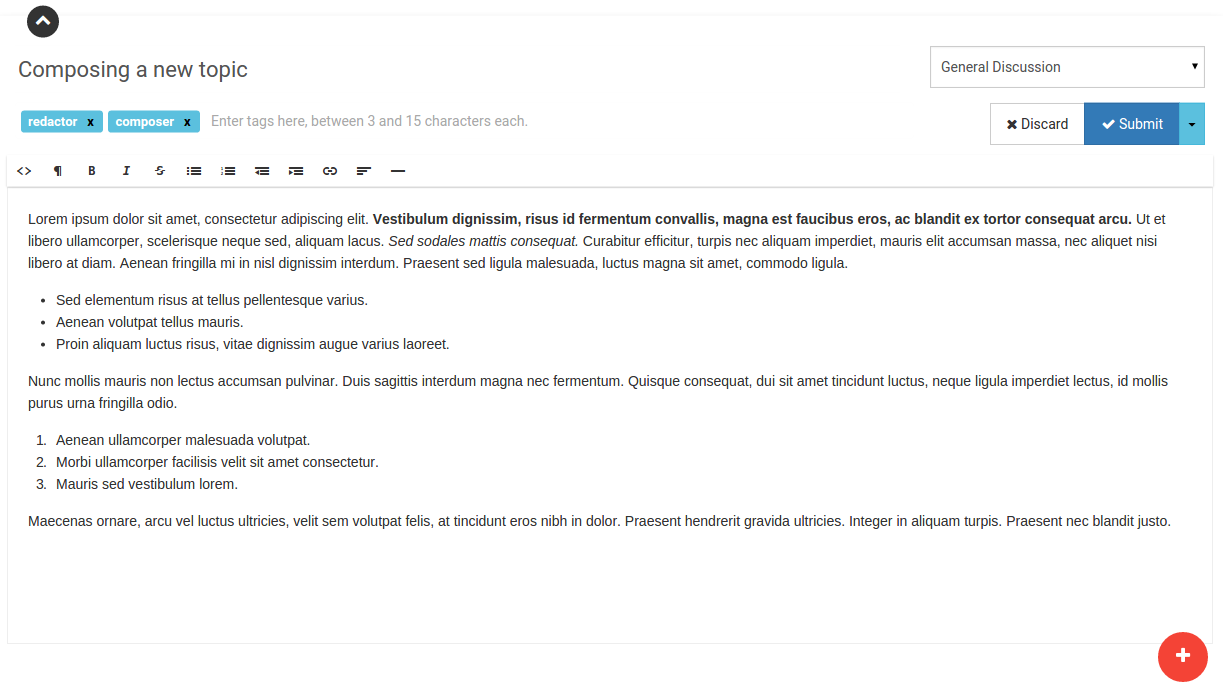 Composing a new topic
General Discussion
redactor x composer x Enter tags here, between 3 and 15 characters each.
Discard Submit
B I S
Lorem ipsum dolor sit amet, consectetur adipiscing elit. Vestibulum dignissim, risus id fermentum convallis, magna est faucibus eros, ac blandit ex tortor consequat arcu. Ut et
libero ullamcorper, scelerisque neque sed, aliquam lacus. Sed sodales mattis consequat. Curabitur efficitur, turpis nec aliquam imperdiet, mauris elit accumsan massa, nec aliquet nisi
libero at diam. Aenean fringilla mi in nisl dignissim interdum. Praesent sed ligula malesuada, luctus magna sit amet, commodo ligula.
• Sed elementum risus at tellus pellentesque varius.
• Aenean volutpat tellus mauris.
• Proin aliquam luctus risus, vitae dignissim augue varius laoreet.
Nunc mollis mauris non lectus accumsan pulvinar. Duis sagittis interdum magna nec fermentum. Quisque consequat, dui sit amet tincidunt luctus, neque ligula imperdiet lectus, id mollis
purus urna fringilla odio.
1. Aenean ullamcorper malesuada volutpat.
2. Morbi ullamcorper facilisis velit sit amet consectetur.
3. Mauris sed vestibulum lorem.
Maecenas ornare, arcu vel luctus ultricies, velit sem volutpat felis, at tincidunt eros nibh in dolor. Praesent hendrerit gravida ultricies. Integer in aliquam turpis. Praesent nec blandit justo.